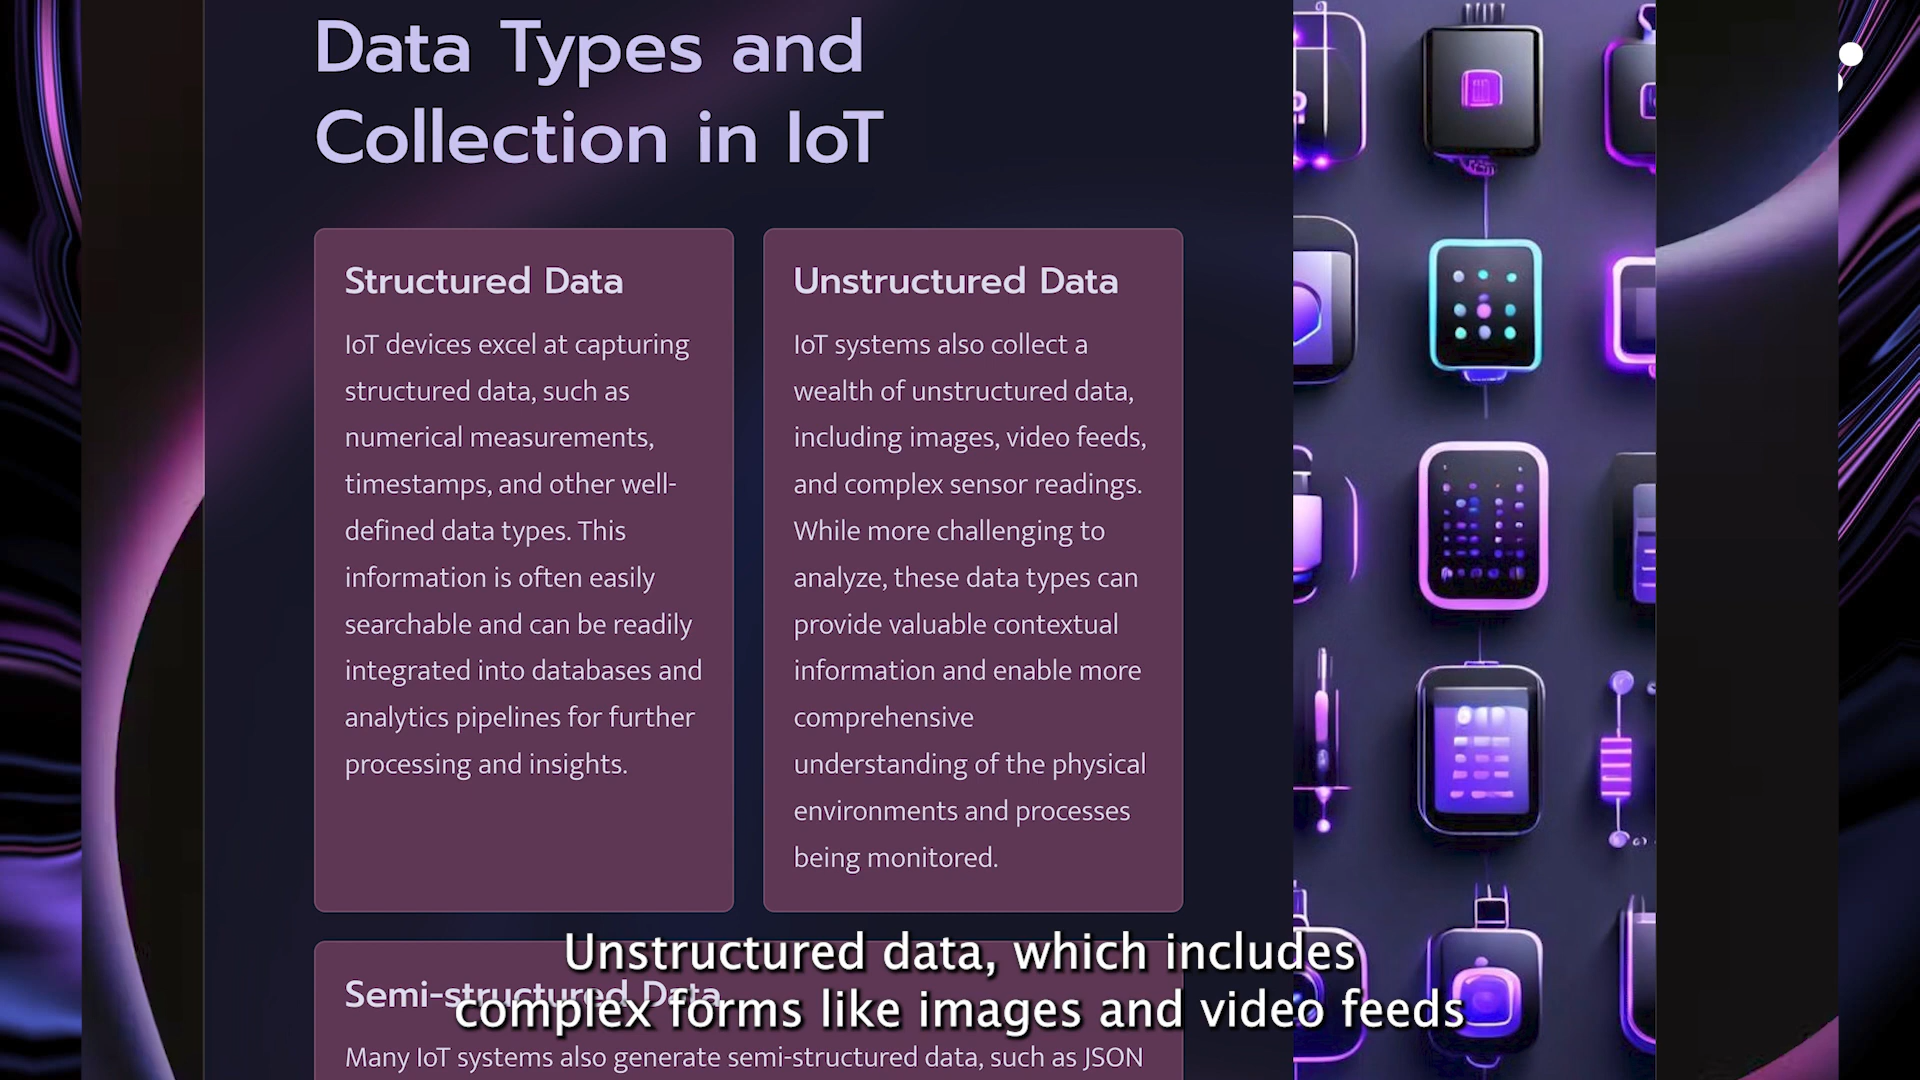 Data Types and
Collection in IoT
Structured Data
IoT devices excel at capturing
structured data, such as
numerical measurements,
timestamps, and other well-
defined data types. This
information is often easily
searchable and can be readily
integrated into databases and
analytics pipelines for further
processing and insights.
Unstructured Data
IoT systems also collect a
wealth of unstructured data,
including images, video feeds,
and complex sensor readings.
While more challenging to
analyze, these data types can
provide valuable contextual
information and enable more
comprehensive
understanding of the physical
environments and processes
being monitored.
Semi-structured Data
Many IoT systems also generate semi-structured data, such as JSON
Unstructured data, which includes
complex forms like images and video feeds